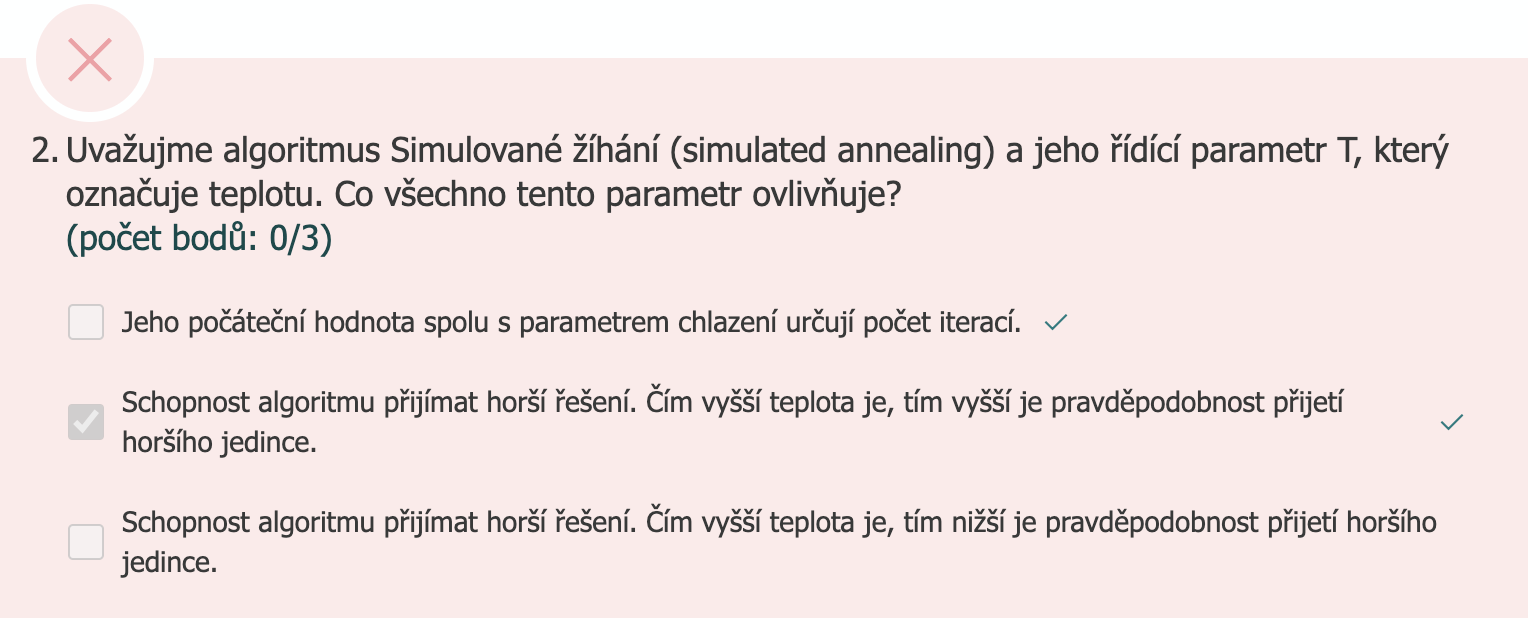 2. Uvažujme algoritmus Simulované žíhání (simulated annealing) a jeho řídící parametr T, který
označuje teplotu. Co všechno tento parametr ovlivňuje?
(počet bodů: 0/3)
Jeho počáteční hodnota spolu s parametrem chlazení určují počet iterací.
Schopnost algoritmu přijímat horší řešení. Čím vyšší teplota je, tím vyšší je pravděpodobnost přijetí
horšího jedince.
Schopnost algoritmu přijímat horší řešení. Čím vyšší teplota je, tím nižší je pravděpodobnost přijetí horšího
jedince.